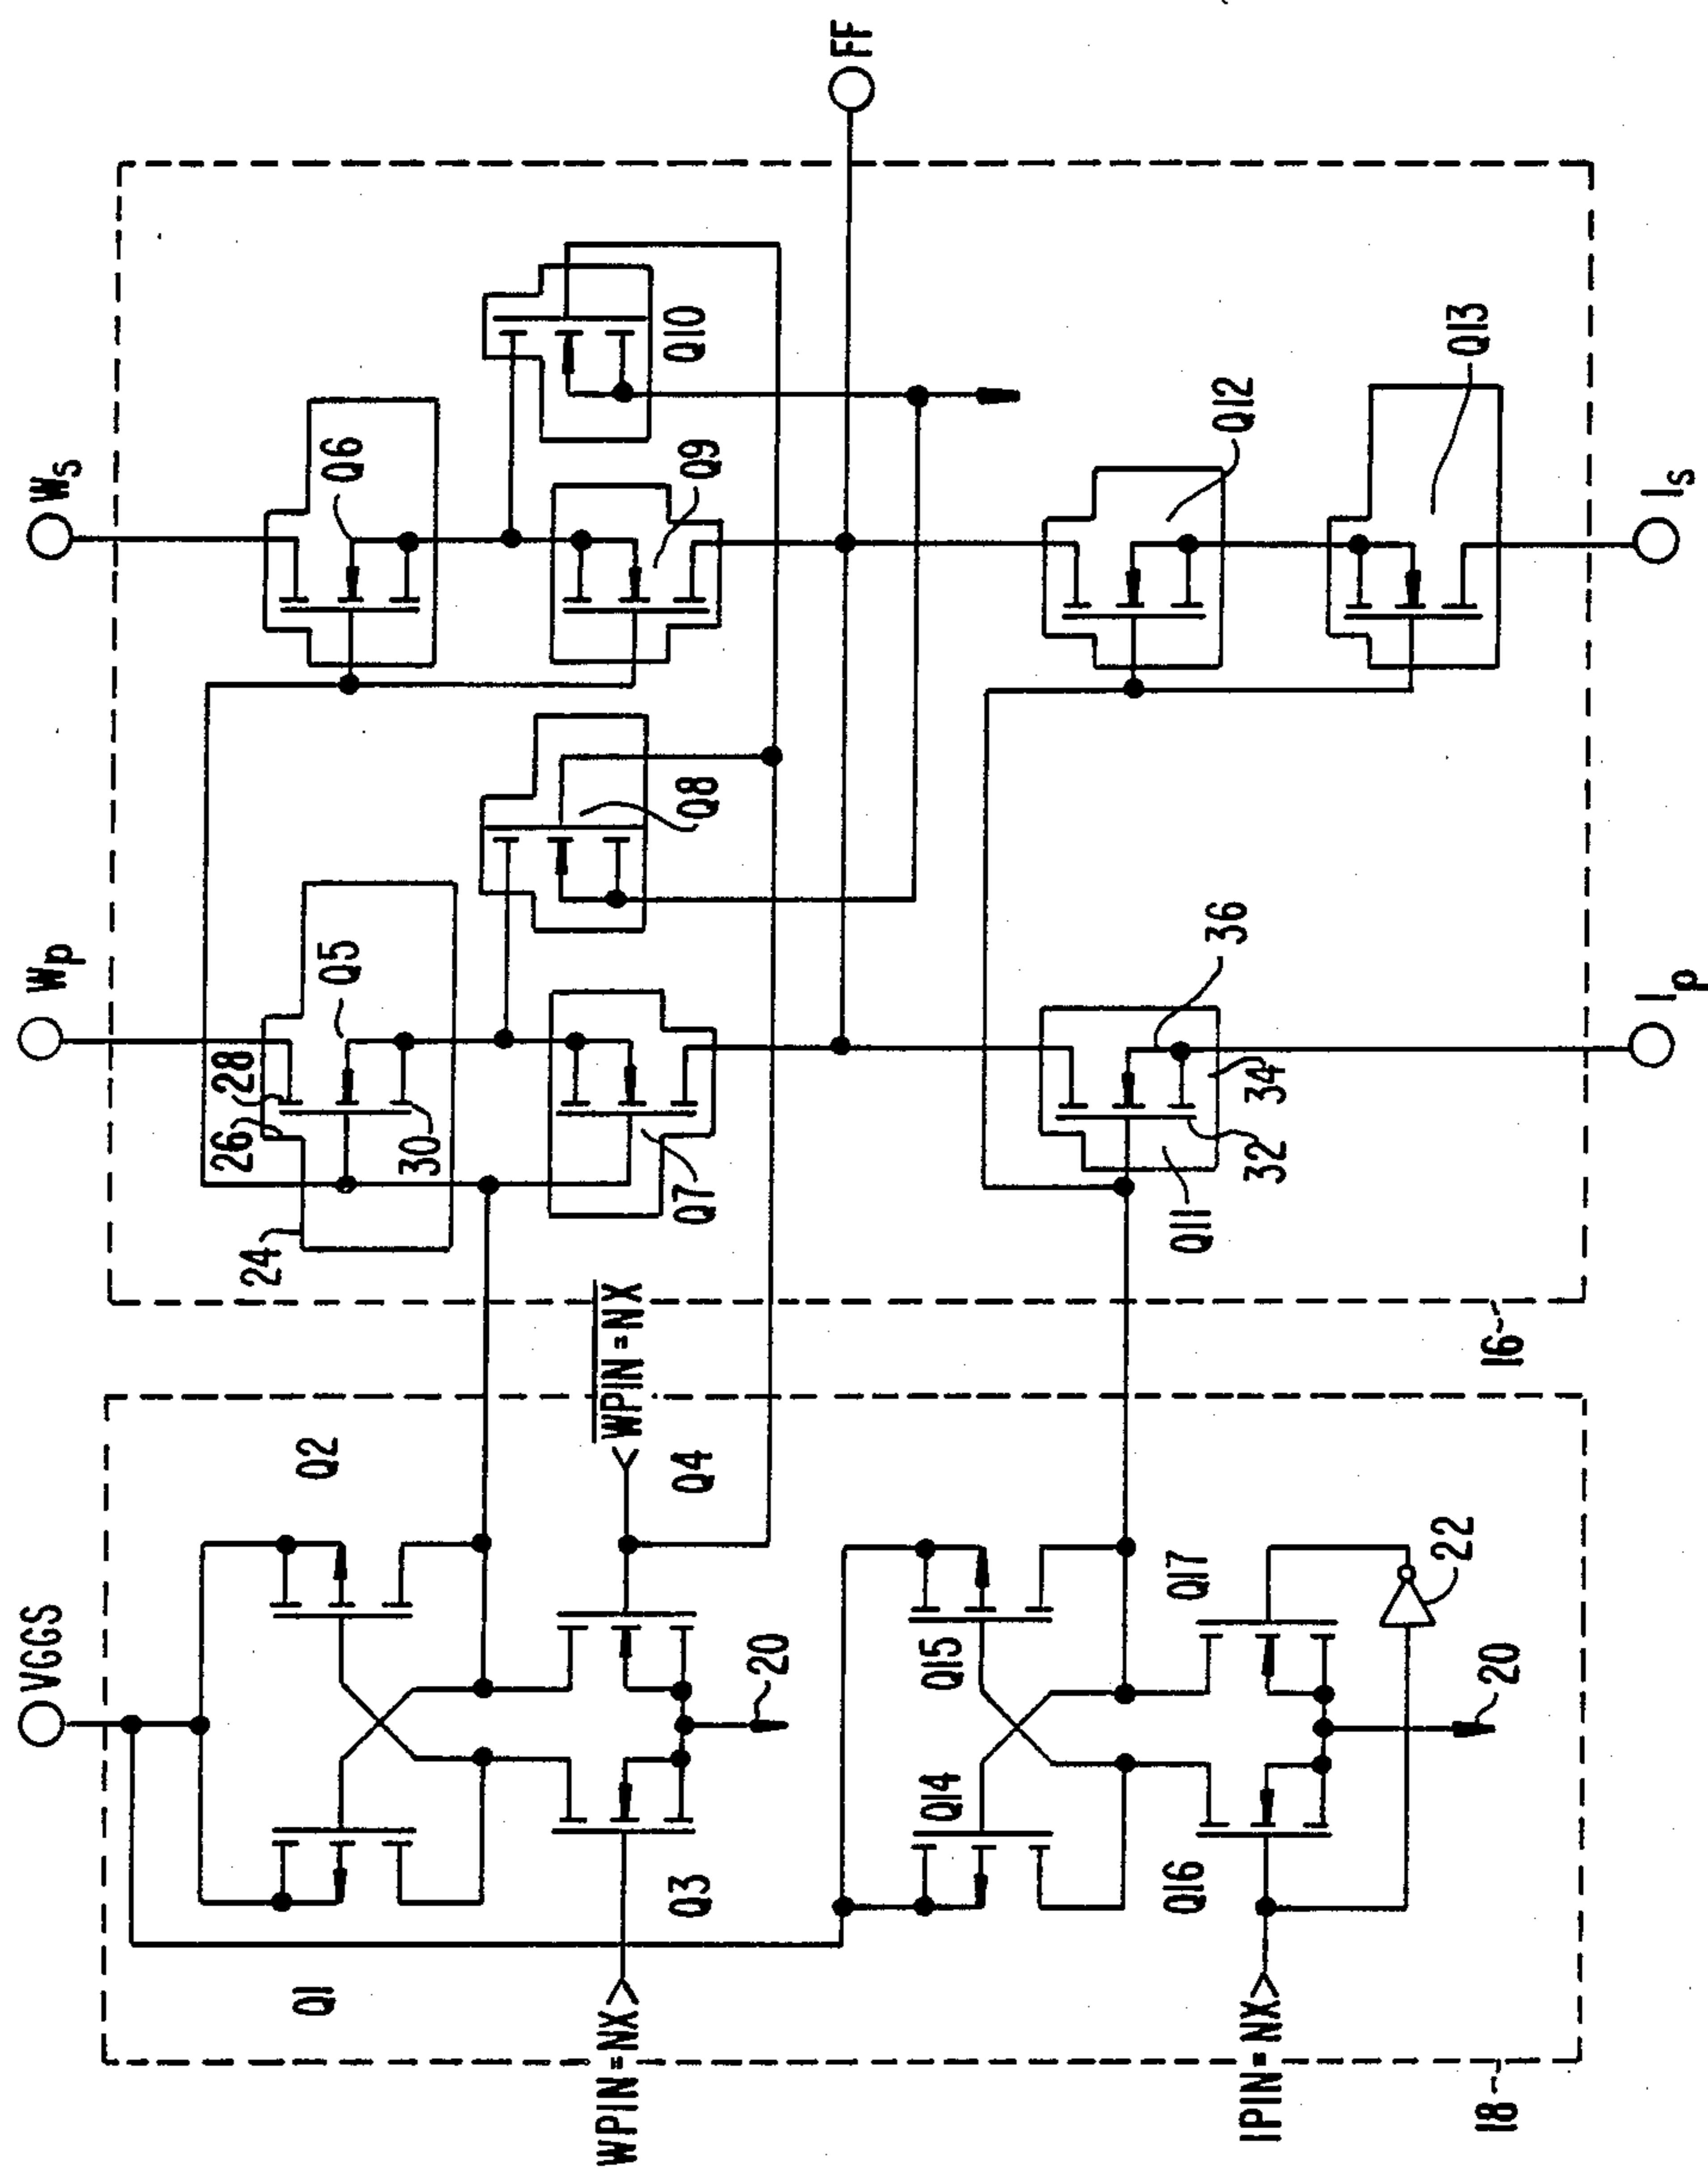 VGGS
Wp
Ws
Q1
Q2
24
26
28
Q5
Q6
30
WPIN=NX
Q3
WPIN=NX
Q4
20
Q7
Q8
Q9
Q10
FF
Q14
Q15
Q11
32
34
36
Q12
Q13
IPIN=NX
Q16
Q17
22
20
18
16
Ip
Is